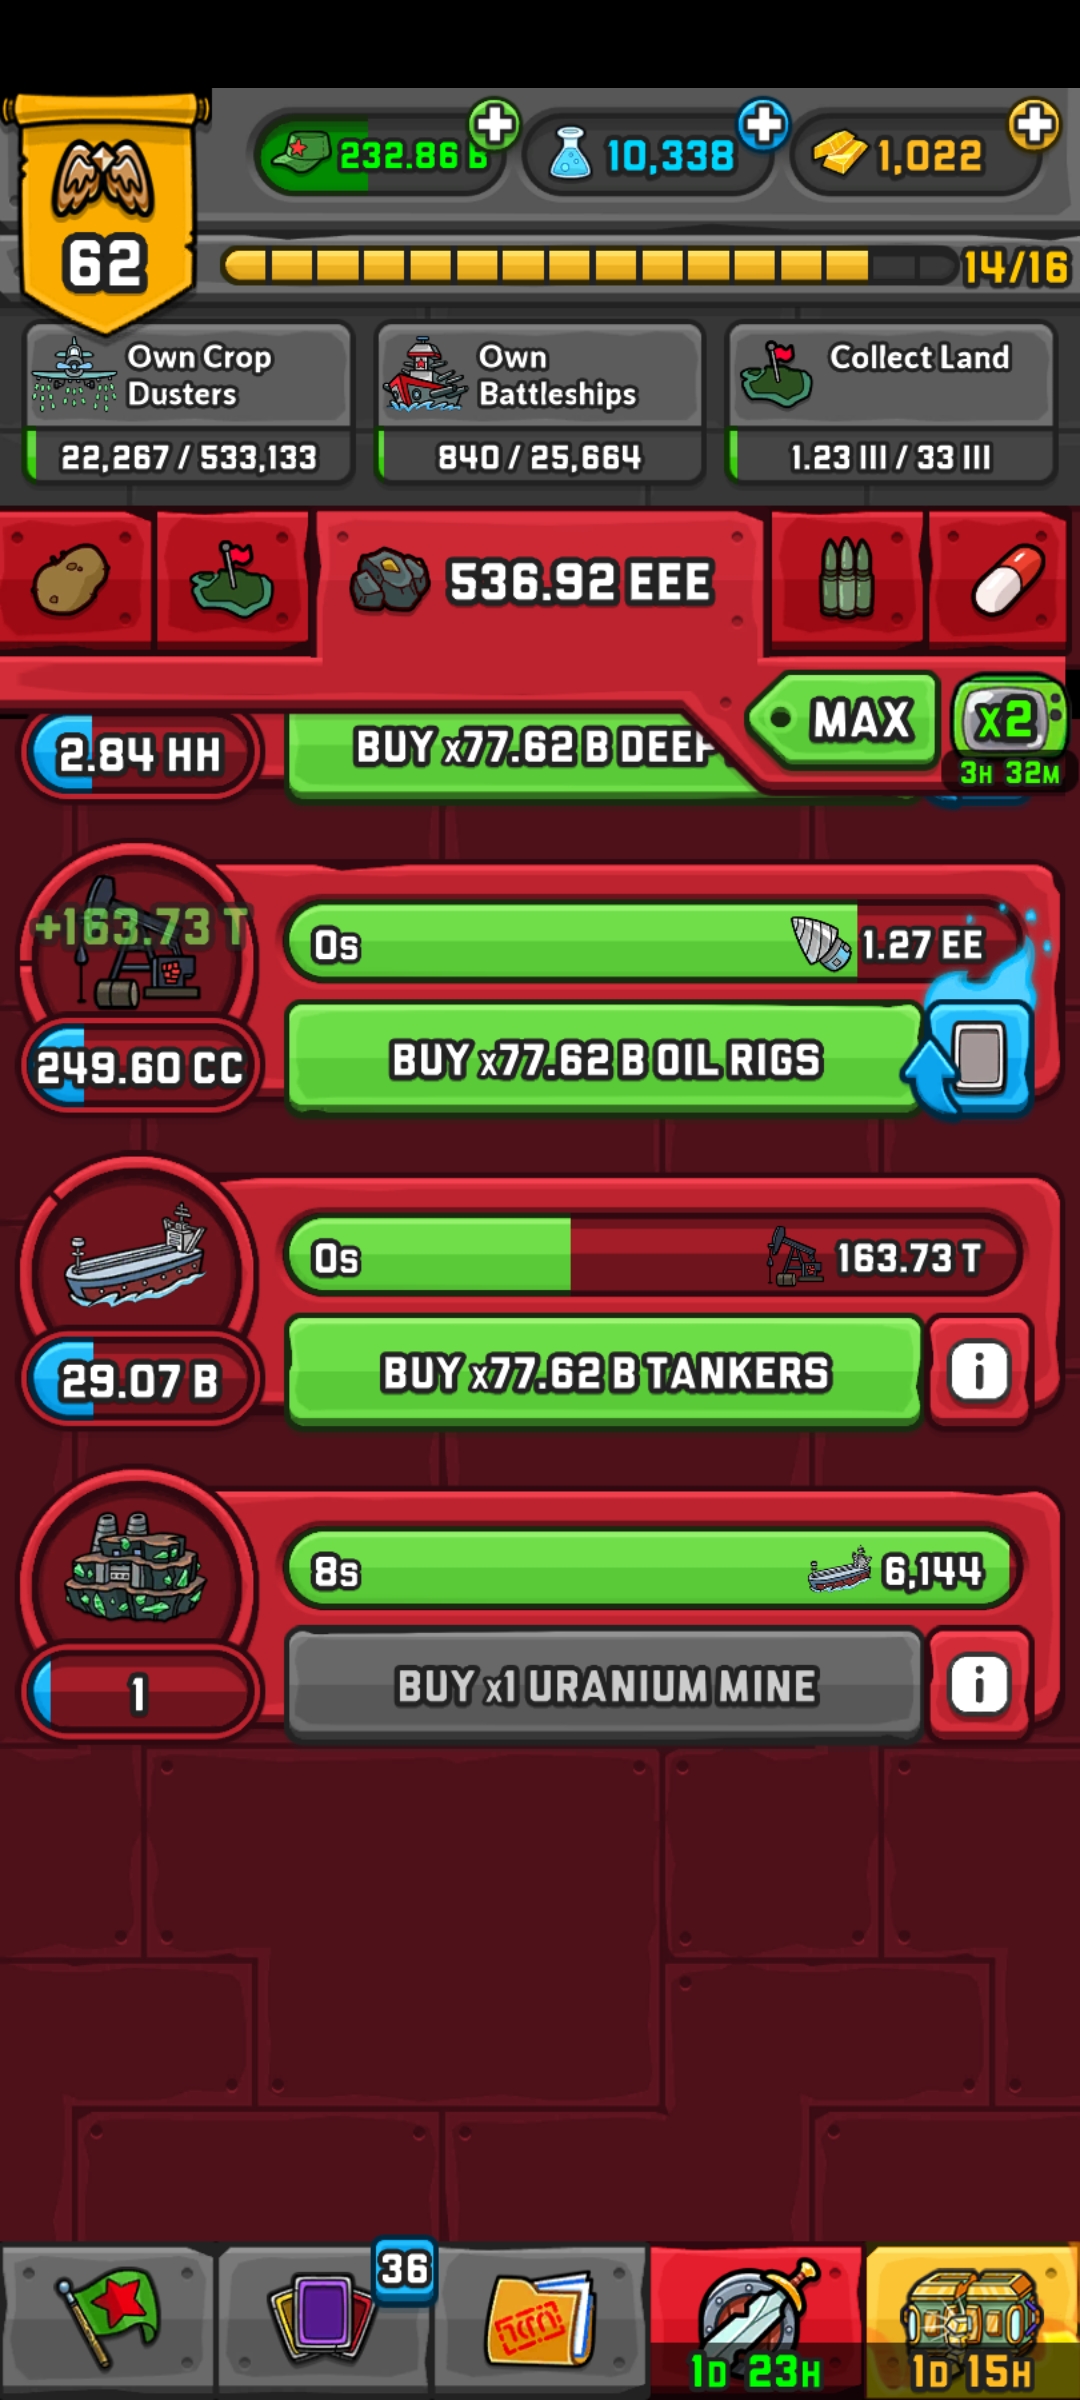 232.86 B
10,338
1,022
62
14/16
Own Crop
Dusters
22,267 / 533,133
Own
Battleships
840 / 25,664
Collect Land
1.23 III / 33 III
536.92 EEE
MAX
x2
3H 32M
2.84 HH
BUY x77.62 B DEEP
+163.73 T
0s
1.27 EE
249.60 CC
BUY x77.62 B OIL RIGS
0s
163.73 T
29.07 B
BUY x77.62 B TANKERS
i
8s
6,144
1
BUY x1 URANIUM MINE
i
36
1D 23H
1D 15H